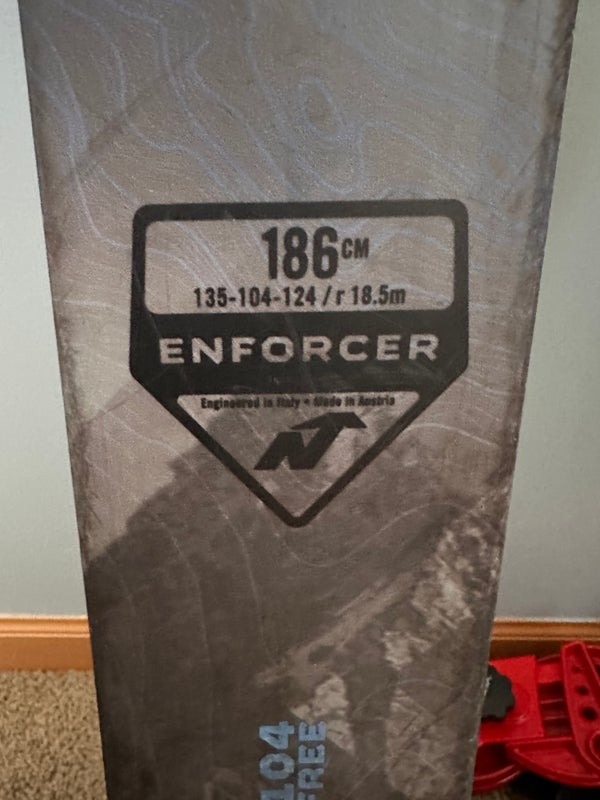 186CM
135-104-124 / r 18.5m
ENFORCER
Engineered in Italy • Made in Austria
N
104
FREE